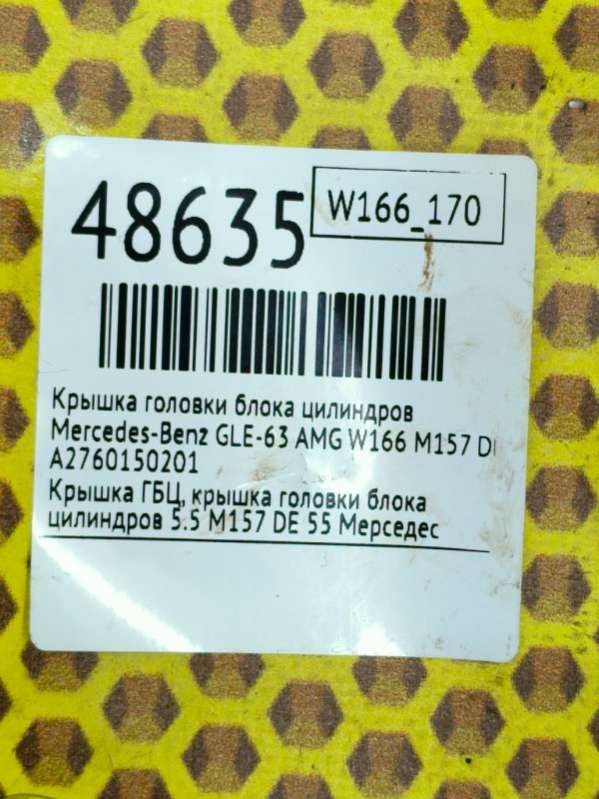 48635
W166_170
Крышка головки блока цилиндров
Mercedes-Benz GLE-63 AMG W166 M157
A2760150201
Крышка ГБЦ, крышка головки блока
цилиндров 5.5 M157 DE 55 Мерседес